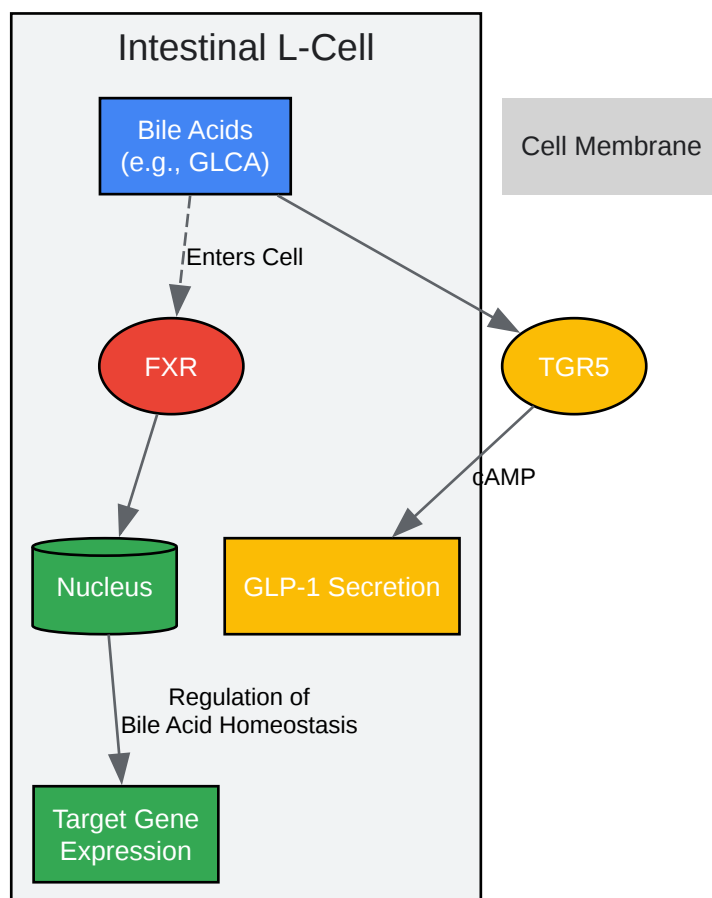 Intestinal L-Cell
Bile Acids
(e.g., GLCA)
Cell Membrane
Enters Cell
FXR
TGR5
cAMP
Nucleus
GLP-1 Secretion
Regulation of
Bile Acid Homeostasis
Target Gene
Expression